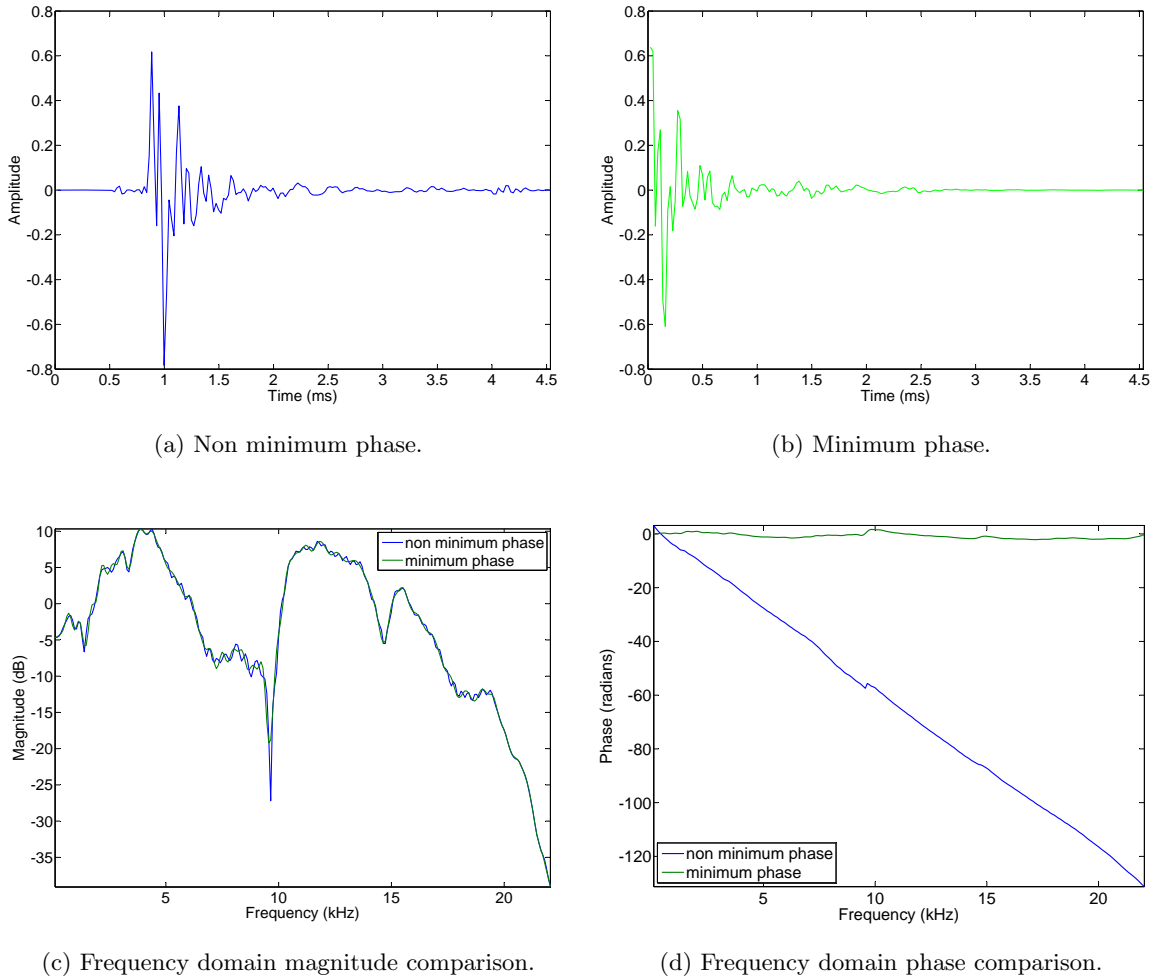 0.8
0.6
0.4
0.2
0
-0.2
-0.4
-0.6
-0.8
Amplitude
0 0.5 1 1.5 2 2.5 3 3.5 4 4.5
Time (ms)
(a) Non minimum phase.
0.8
0.6
0.4
0.2
0
-0.2
-0.4
-0.6
-0.8
Amplitude
0 0.5 1 1.5 2 2.5 3 3.5 4 4.5
Time (ms)
(b) Minimum phase.
10
5
0
-5
-10
-15
-20
-25
-30
-35
Magnitude (dB)
non minimum phase
minimum phase
5 10 15 20
Frequency (kHz)
(c) Frequency domain magnitude comparison.
0
-20
-40
-60
-80
-100
-120
Phase (radians)
non minimum phase
minimum phase
5 10 15 20
Frequency (kHz)
(d) Frequency domain phase comparison.